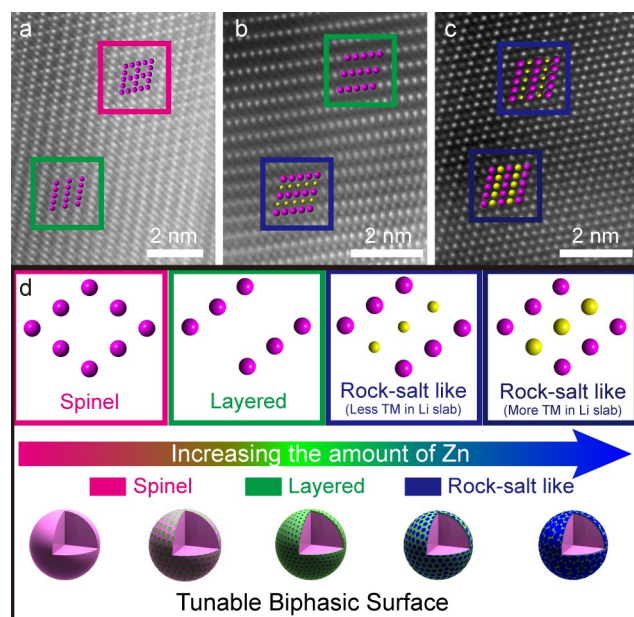 a
b
c
2 nm
2 nm
2 nm
d
Spinel
Layered
Rock-salt like
(Less TM in Li slab)
Rock-salt like
(More TM in Li slab)
Increasing the amount of Zn
Spinel
Layered
Rock-salt like
Tunable Biphasic Surface